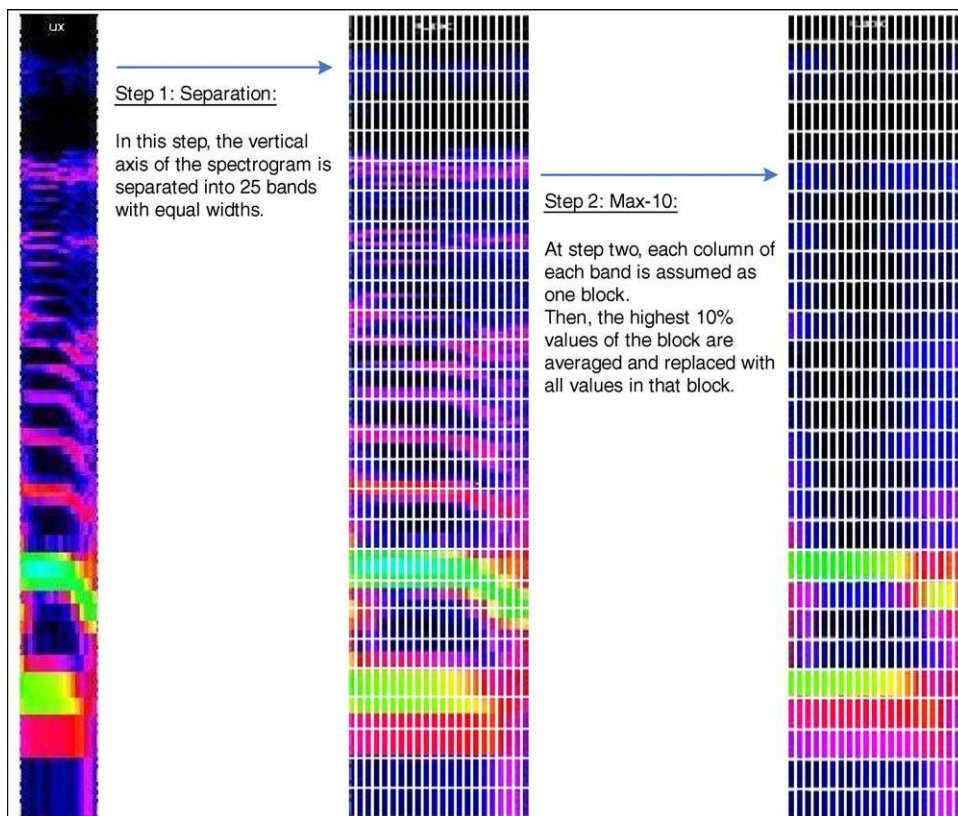 ux
Step 1: Separation:
In this step, the vertical
axis of the spectrogram is
separated into 25 bands
with equal widths.
Step 2: Max-10:
At step two, each column of
each band is assumed as
one block.
Then, the highest 10%
values of the block are
averaged and replaced with
all values in that block.